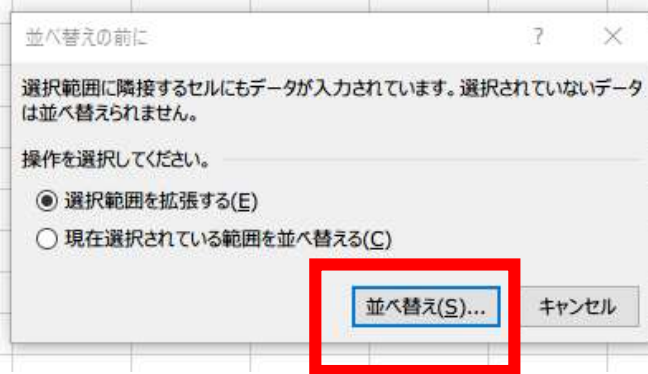 並べ替えの前に ? ×
選択範囲に隣接するセルにもデータが入力されています。選択されていないデータ
は並べ替えられません。
操作を選択してください。
選択範囲を拡張する(E)
現在選択されている範囲を並べ替える(C)
並べ替え(S)... キャンセル